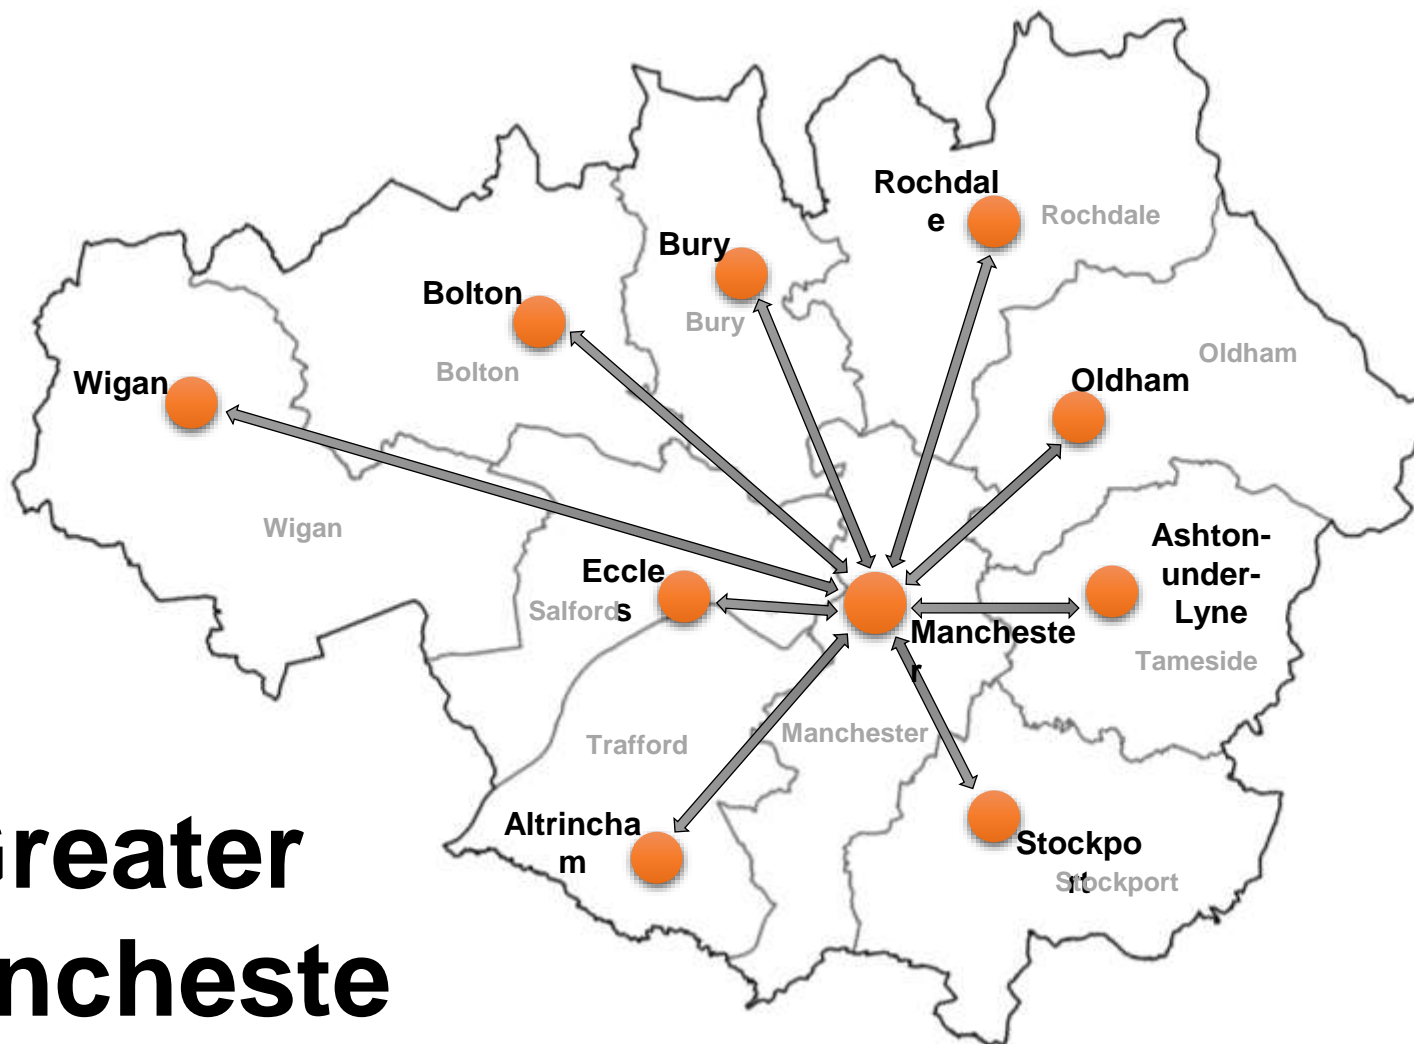 Rochdal
e
Rochdale
Bury
Bury
Bolton
Bolton
Oldham
Oldham
Wigan
Wigan
Ashton-
under-
Lyne
Tameside
Eccle
s
Salford
Mancheste
r
Manchester
Trafford
Altrincha
m
Stockpo
rt
Stockport
Greater
ncheste